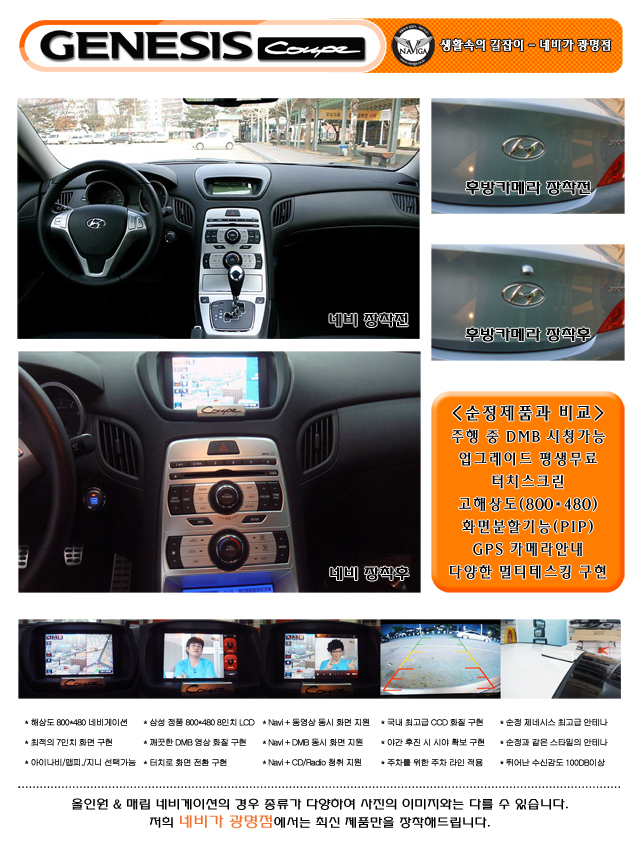 GENESIS Coupe
NAVIGA
생활속의 길잡이 - 네비가 광명점
후방카메라 장착전
네비 장착전
후방카메라 장착후
Coupe
네비 장착후
<순정제품과 비교>
주행 중 DMB 시청가능
업그레이드 평생무료
터치스크린
고해상도(800*480)
화면분할기능(PIP)
GPS 카메라안내
다양한 멀티테스킹 구현
* 해상도 800*480 네비게이션
* 최적의 7인치 화면 구현
* 아이나비/맵피./지니 선택가능
* 삼성 정품 800*480 8인치 LCD
* 깨끗한 DMB 영상 화질 구현
* 터치로 화면 전환 구현
* Navi + 동영상 동시 화면 지원
* Navi + DMB 동시 화면 지원
* Navi + CD/Radio 청취 지원
* 국내 최고급 CCD 화질 구현
* 야간 후진 시 시야 확보 구현
* 주차를 위한 주차 라인 적용
* 순정 제네시스 최고급 안테나
* 순정과 같은 스타일의 안테나
* 뛰어난 수신감도 100DB이상
올인원 & 매립 네비게이션의 경우 종류가 다양하여 사진의 이미지와는 다를 수 있습니다.
저의 네비가 광명점에서는 최신 제품만을 장착해드립니다.